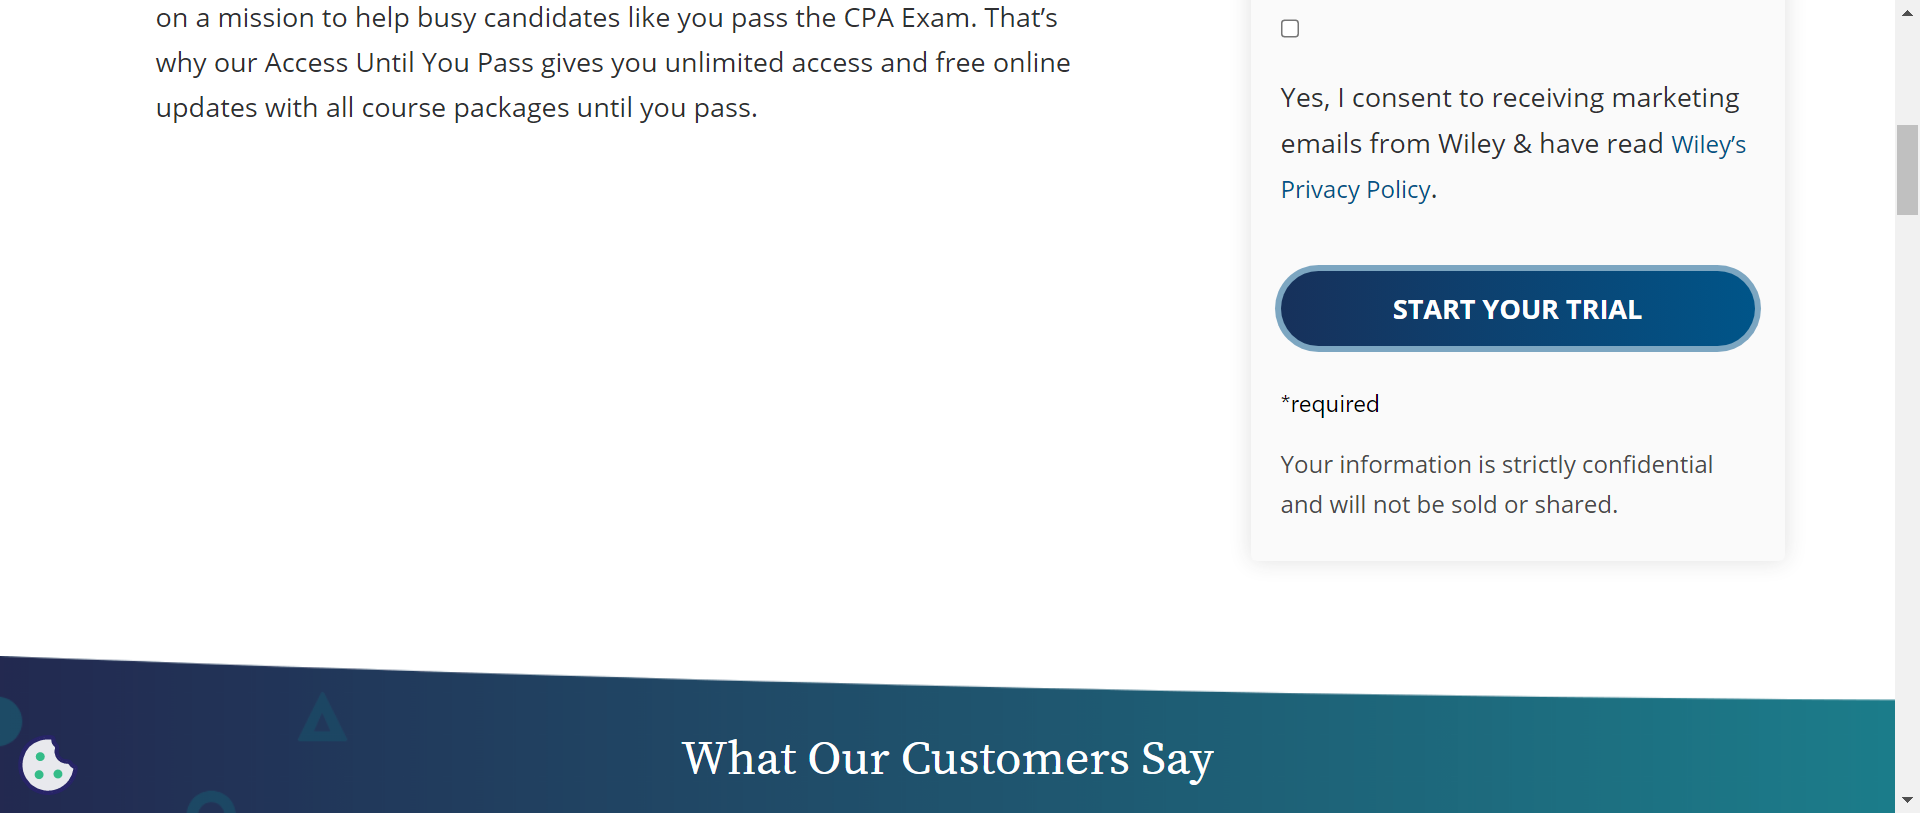 on a mission to help busy candidates like you pass the CPA Exam. That’s
why our Access Until You Pass gives you unlimited access and free online
updates with all course packages until you pass.
Yes, I consent to receiving marketing
emails from Wiley & have read Wiley’s
Privacy Policy.
START YOUR TRIAL
*required
Your information is strictly confidential
and will not be sold or shared.
What Our Customers Say